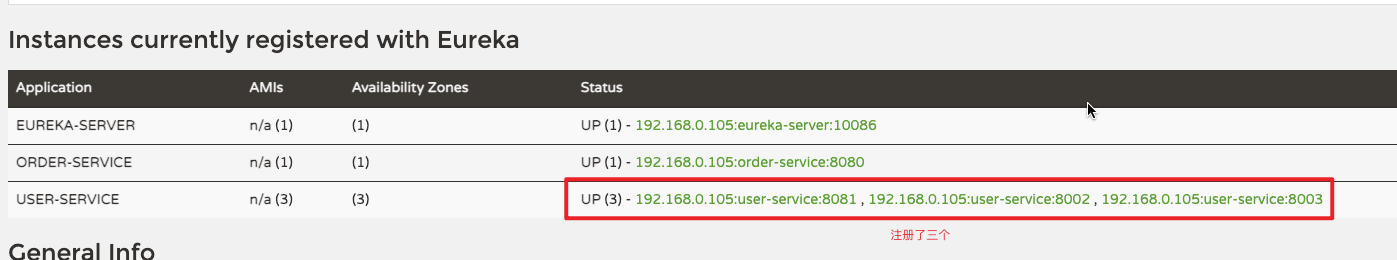 Instances currently registered with Eureka
Application AMIs Availability Zones Status
EUREKA-SERVER n/a (1) (1) UP (1) - 192.168.0.105:eureka-server:10086
ORDER-SERVICE n/a (1) (1) UP (1) - 192.168.0.105:order-service:8080
USER-SERVICE n/a (3) (3) UP (3) - 192.168.0.105:user-service:8081 , 192.168.0.105:user-service:8002 , 192.168.0.105:user-service:8003
注册了三个
General Info